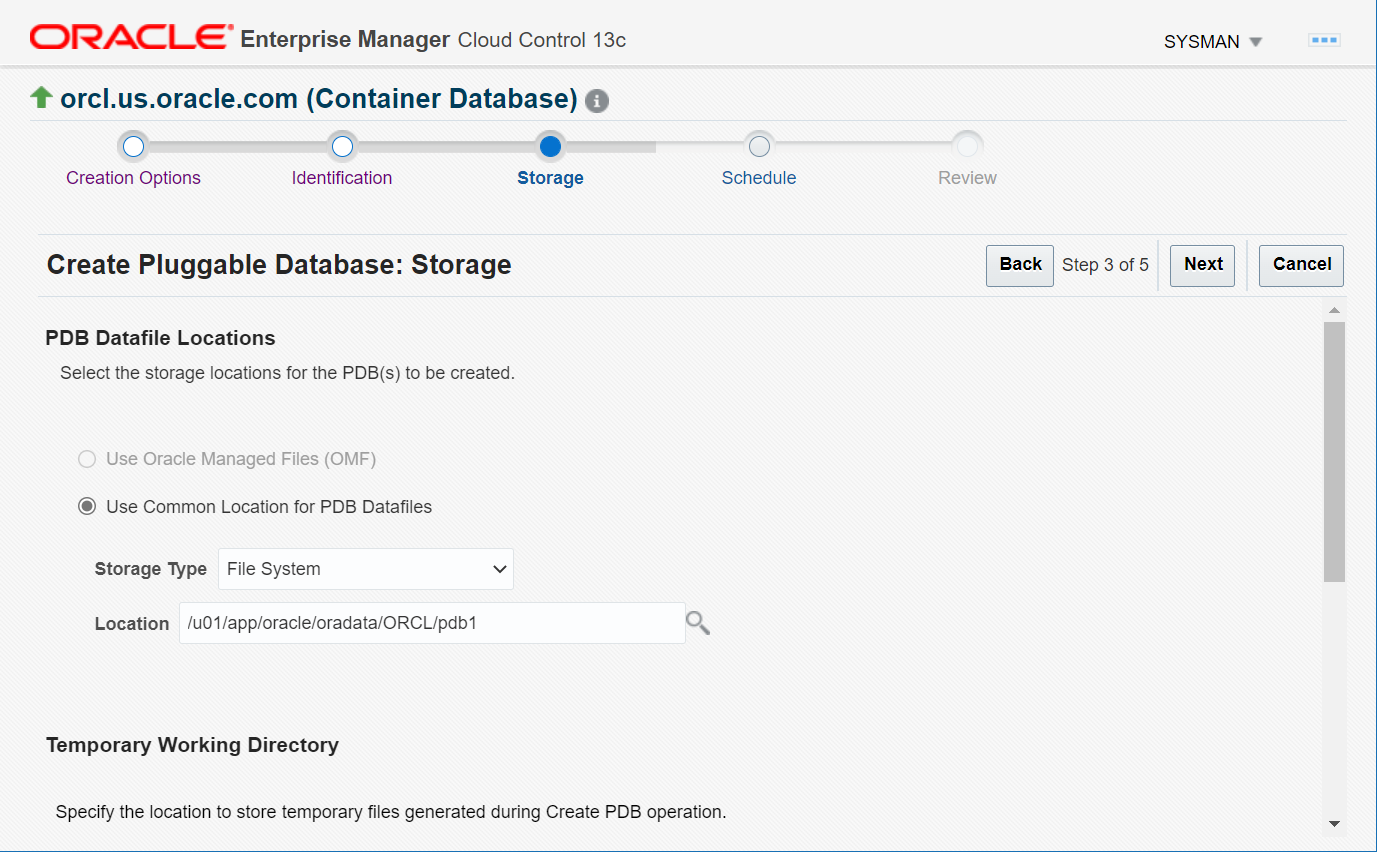 ORACLE® Enterprise Manager Cloud Control 13c
SYSMAN
orcl.us.oracle.com (Container Database)
Creation Options
Identification
Storage
Schedule
Review
Create Pluggable Database: Storage
Back
Step 3 of 5
Next
Cancel
PDB Datafile Locations
Select the storage locations for the PDB(s) to be created.
Use Oracle Managed Files (OMF)
Use Common Location for PDB Datafiles
Storage Type File System
Location /u01/app/oracle/oradata/ORCL/pdb1
Temporary Working Directory
Specify the location to store temporary files generated during Create PDB operation.